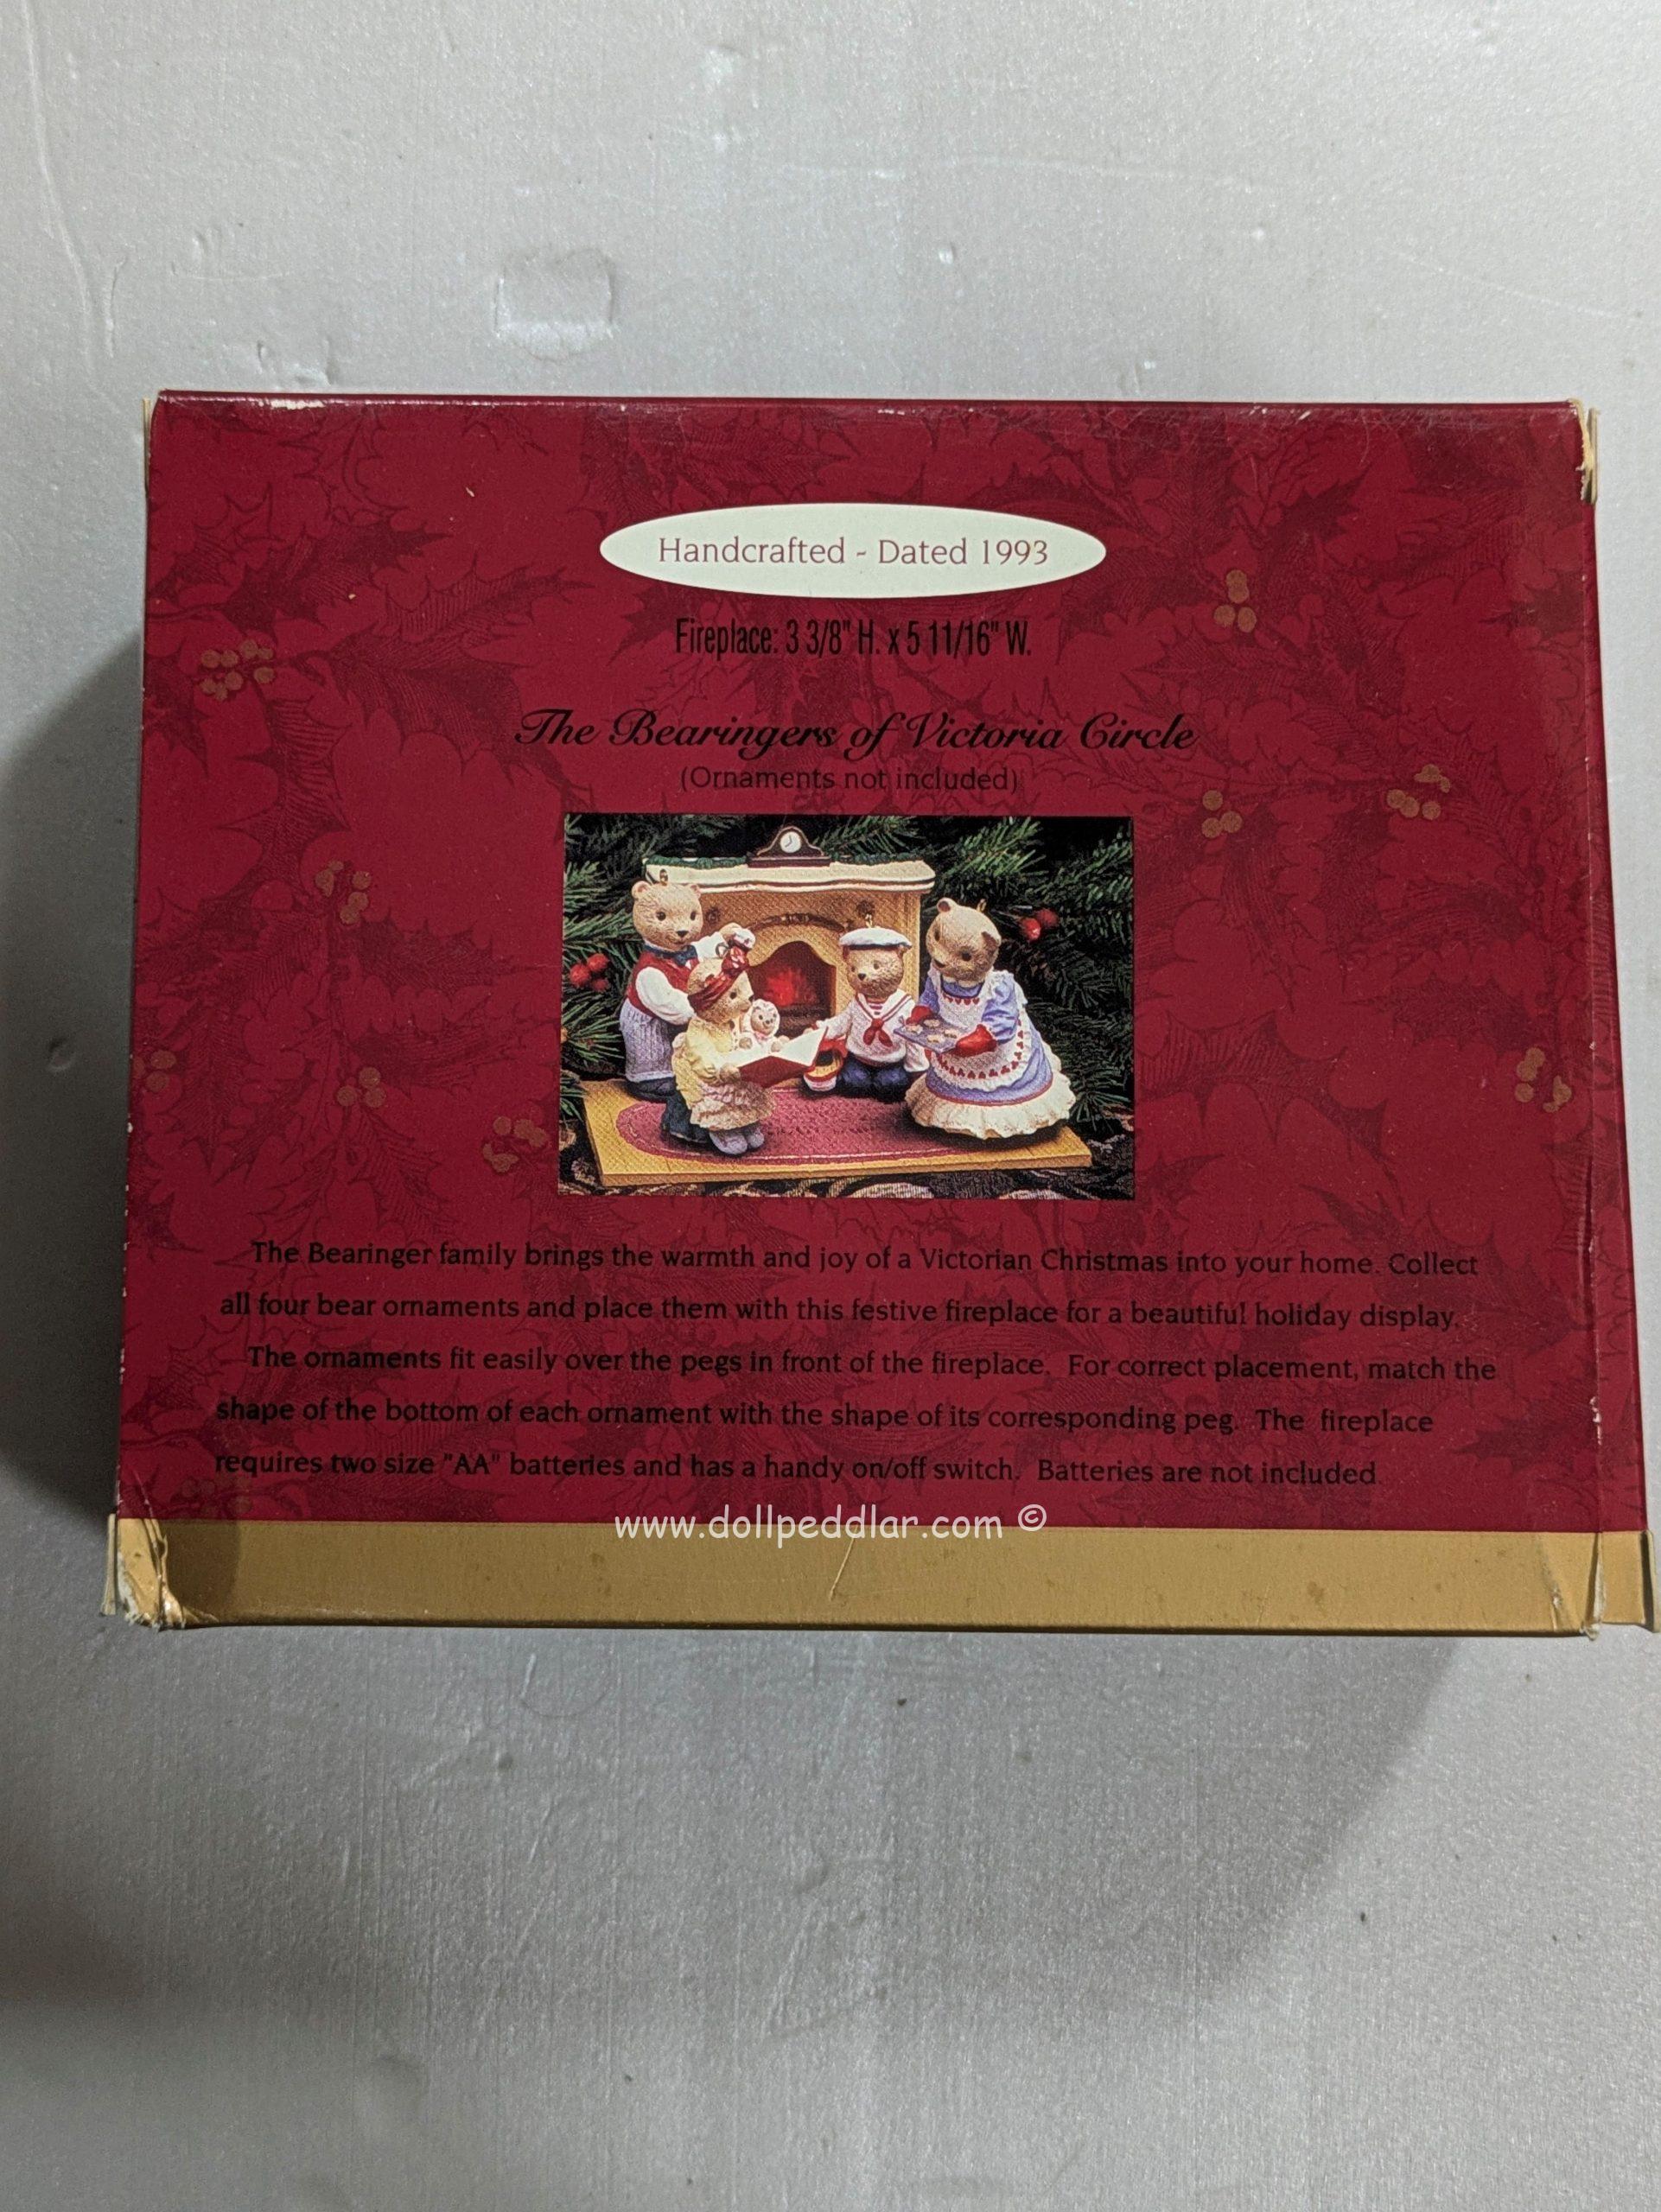 Handcrafted - Dated 1993
Fireplace: 3 3/8" H. x 5 11/16" W.
The Bearingers of Victoria Circle
(Ornaments not included)
The Bearinger family brings the warmth and joy of a Victorian Christmas into your home. Collect
all four bear ornaments and place them with this festive fireplace for a beautiful holiday display.
The ornaments fit easily over the pegs in front of the fireplace. For correct placement, match the
shape of the bottom of each ornament with the shape of its corresponding peg. The fireplace
requires two size "AA" batteries and has a handy on/off switch. Batteries are not included.
www.dollpeddlar.com ©